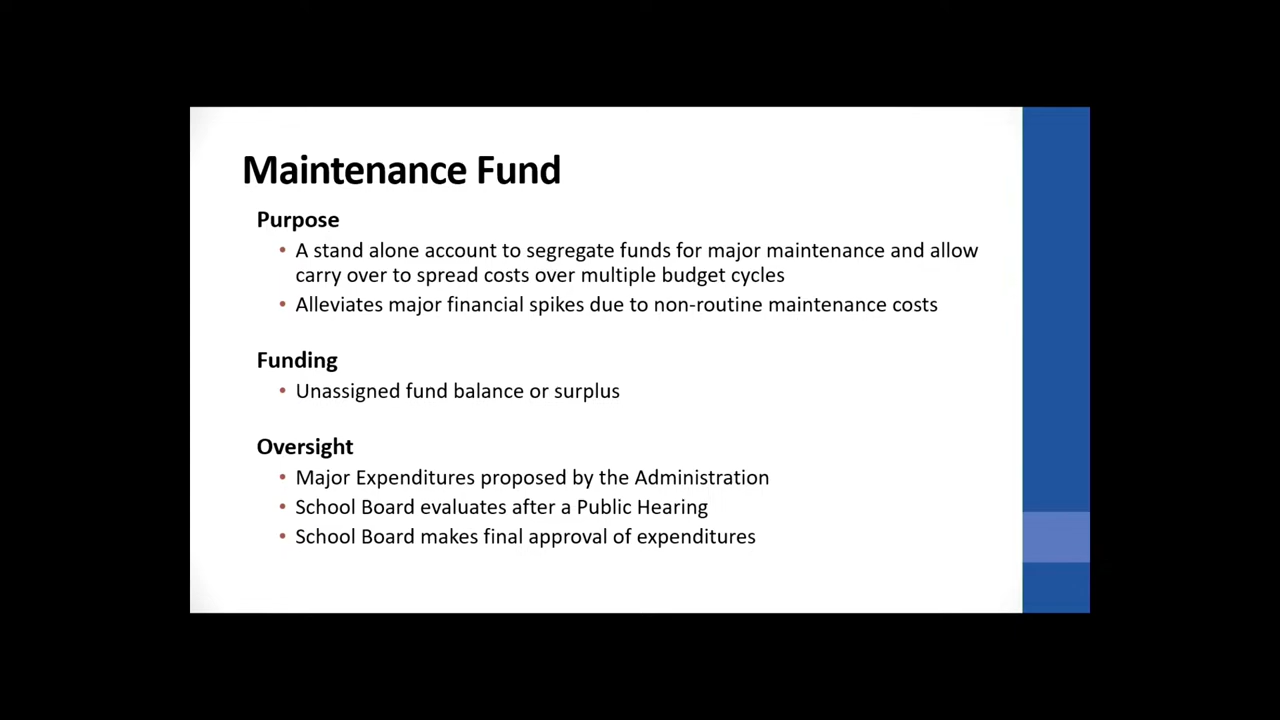 Maintenance Fund
Purpose
• A stand alone account to segregate funds for major maintenance and allow
carry over to spread costs over multiple budget cycles
• Alleviates major financial spikes due to non-routine maintenance costs
Funding
• Unassigned fund balance or surplus
Oversight
• Major Expenditures proposed by the Administration
• School Board evaluates after a Public Hearing
• School Board makes final approval of expenditures